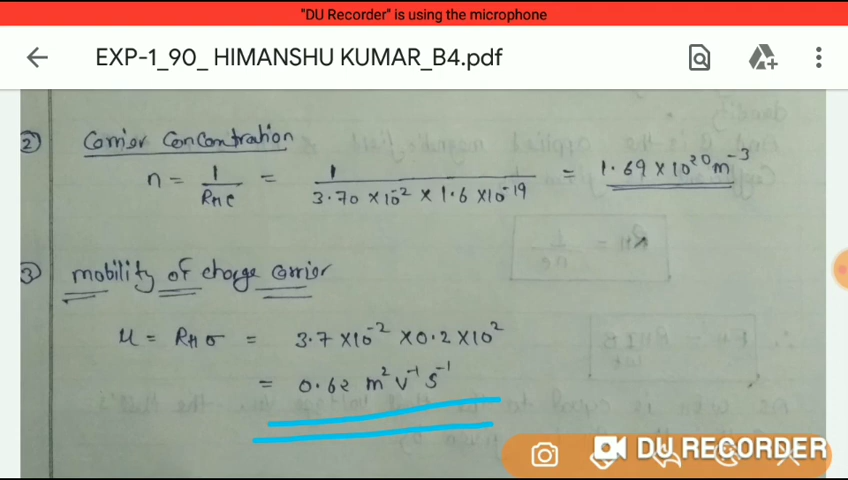 "DU Recorder" is using the microphone
EXP-1_90_ HIMANSHU KUMAR_B4.pdf
2) Carrier Concentration
n = 1/(RHe) = 1/(3.70 × 10⁻² × 1.6 × 10⁻¹⁹) = 1.69 × 10²⁰ m⁻³
3) mobility of charge carrier
μ = RH σ = 3.7 × 10⁻² × 0.2 × 10²
= 0.62 m² V⁻¹ S⁻¹
DU RECORDER